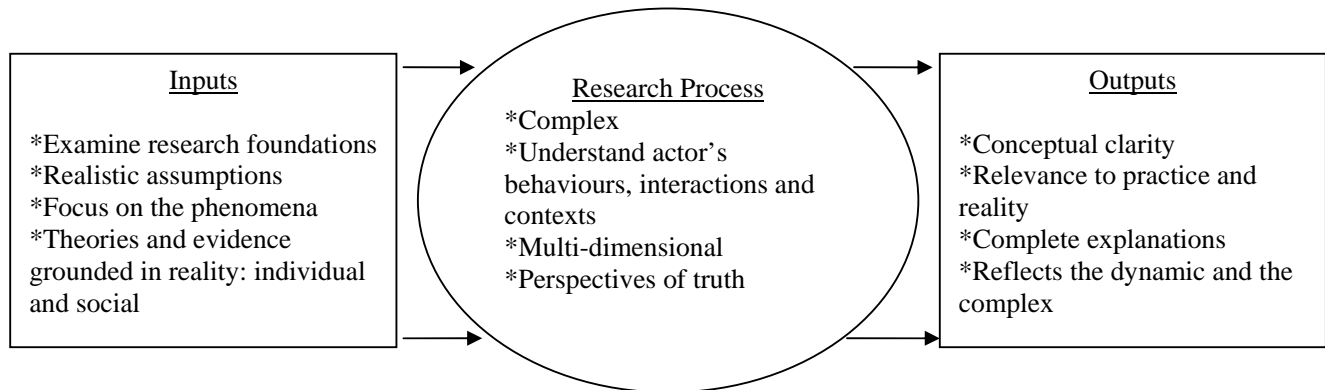 Inputs
*Examine research foundations
*Realistic assumptions
*Focus on the phenomena
*Theories and evidence
grounded in reality: individual
and social
Research Process
*Complex
*Understand actor’s
behaviours, interactions and
contexts
*Multi-dimensional
*Perspectives of truth
Outputs
*Conceptual clarity
*Relevance to practice and
reality
*Complete explanations
*Reflects the dynamic and the
complex